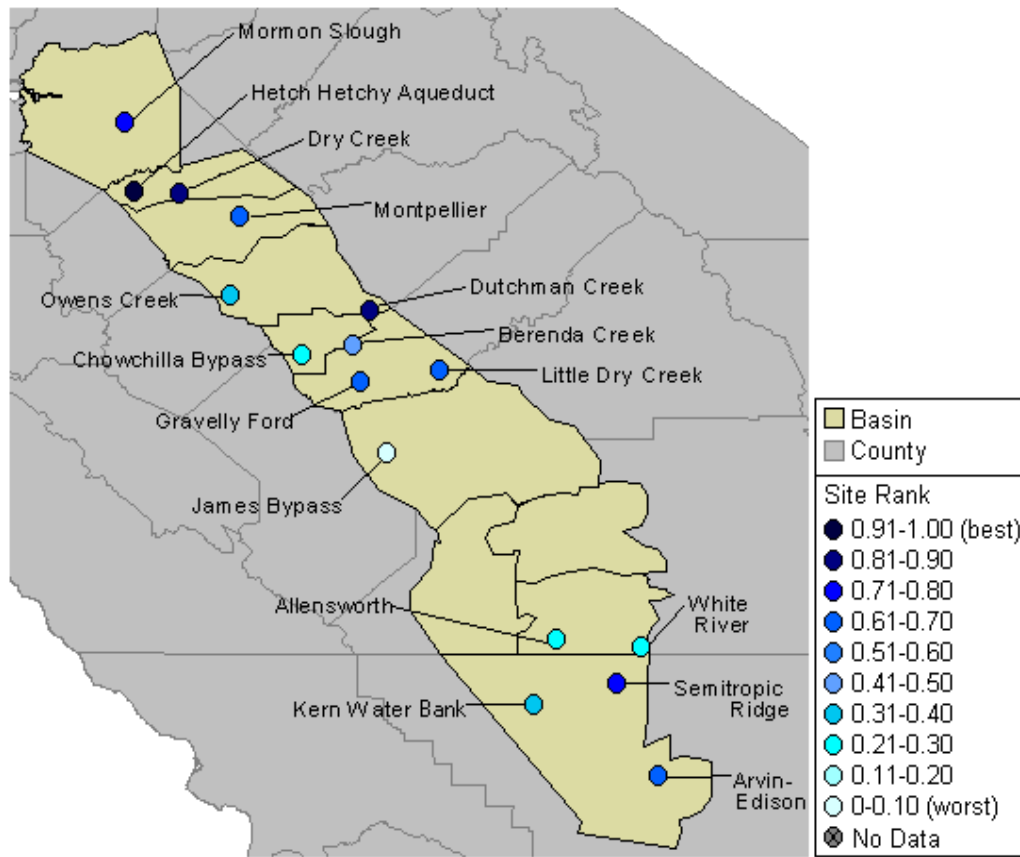 Mormon Slough
Hetch Hetchy Aqueduct
Dry Creek
Montpellier
Owens Creek
Dutchman Creek
Berenda Creek
Chowchilla Bypass
Little Dry Creek
Gravelly Ford
James Bypass
Allensworth
White
River
Semitropic
Ridge
Kern Water Bank
Arvin-
Edison
Basin
County
Site Rank
0.91-1.00 (best)
0.81-0.90
0.71-0.80
0.61-0.70
0.51-0.60
0.41-0.50
0.31-0.40
0.21-0.30
0.11-0.20
0-0.10 (worst)
No Data